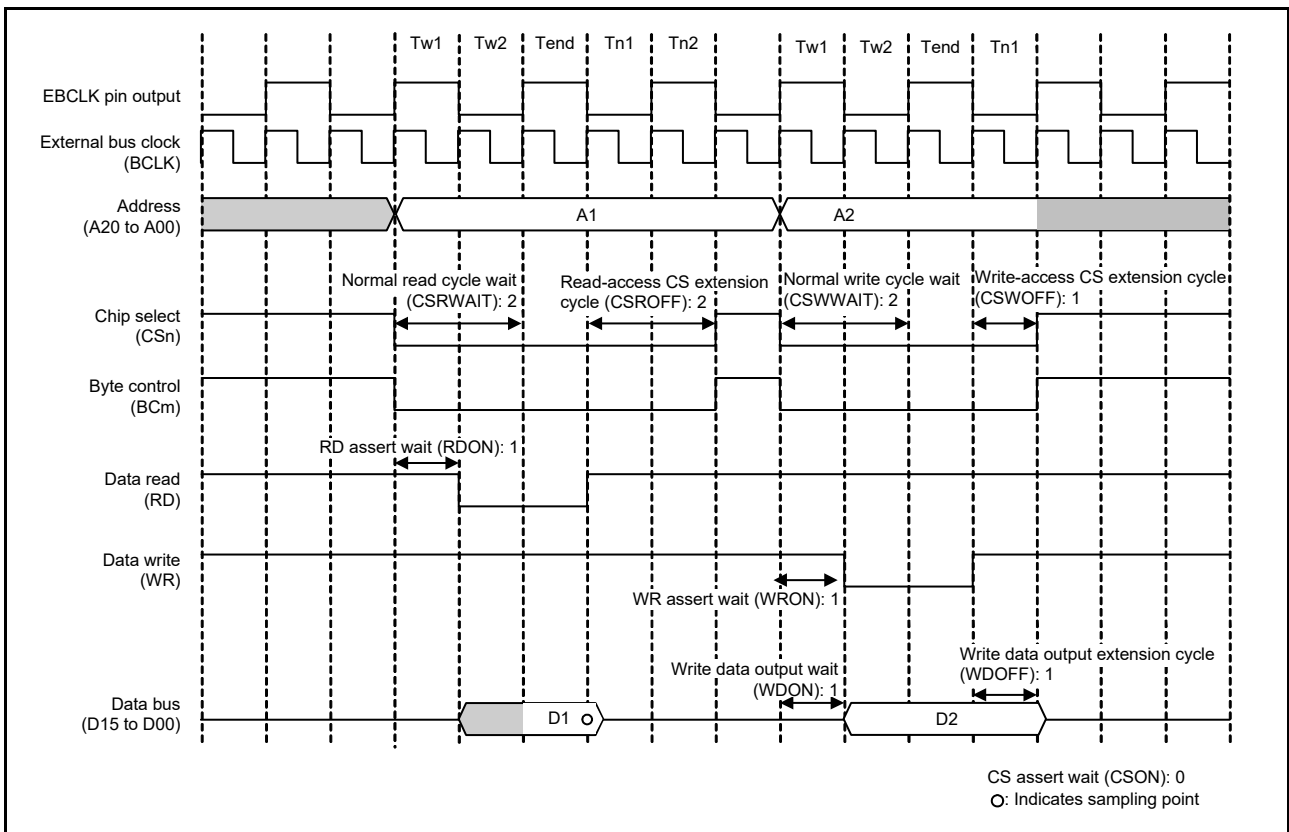 Tw1 Tw2 Tend Tn1 Tn2 Tw1 Tw2 Tend Tn1
EBCLK pin output
External bus clock
(BCLK)
Address
(A20 to A00)
A1 A2
Normal read cycle wait
(CSRWAIT): 2
Read-access CS extension
cycle (CSROFF): 2
Normal write cycle wait
(CSWWAIT): 2
Write-access CS extension cycle
(CSWOFF): 1
Chip select
(CSn)
Byte control
(BCm)
RD assert wait (RDON): 1
Data read
(RD)
Data write
(WR)
WR assert wait (WRON): 1
Write data output wait
(WDON): 1
Write data output extension cycle
(WDOFF): 1
Data bus
(D15 to D00)
D1 D2
CS assert wait (CSON): 0
: Indicates sampling point